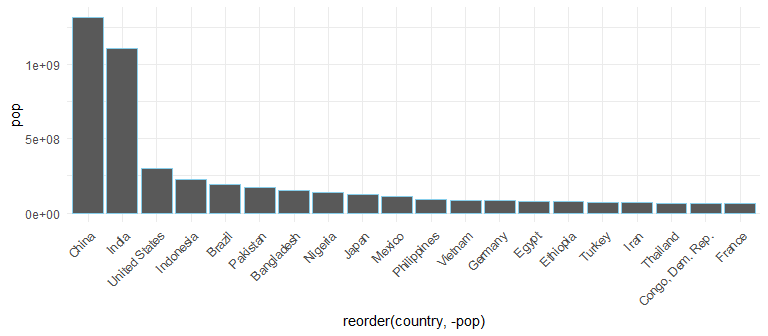 1e+09
5e+08
0e+00
pop
China
India
United States
Indonesia
Brazil
Pakistan
Bangladesh
Nigeria
Japan
Mexico
Philippines
Vietnam
Germany
Egypt
Ethiopia
Turkey
Iran
Thailand
Congo, Dem. Rep.
France
reorder(country, -pop)